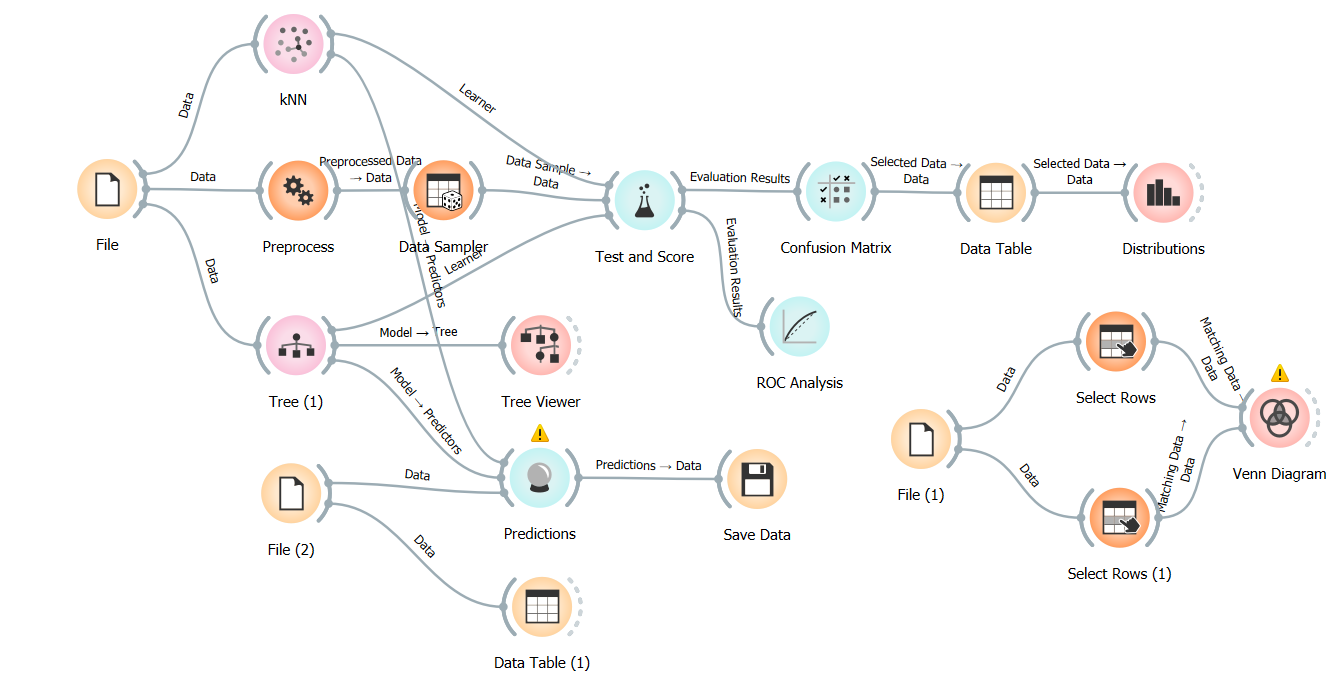 kNN
Data
Learner
Data
Preprocessed Data
→ Data
Data Sample →
Data
Evaluation Results
Selected Data →
Data
Selected Data →
Data
File
Preprocess
Data Sampler
Test and Score
Confusion Matrix
Data Table
Distributions
Model → Predictors
Learner
Data
Evaluation Results
Model → Tree
Tree (1)
Tree Viewer
ROC Analysis
Model → Predictors
Data
Matching Data →
Data
Select Rows
File (1)
Data
Matching Data →
Data
Venn Diagram
Select Rows (1)
Data
Predictions → Data
File (2)
Predictions
Save Data
Data
Data Table (1)